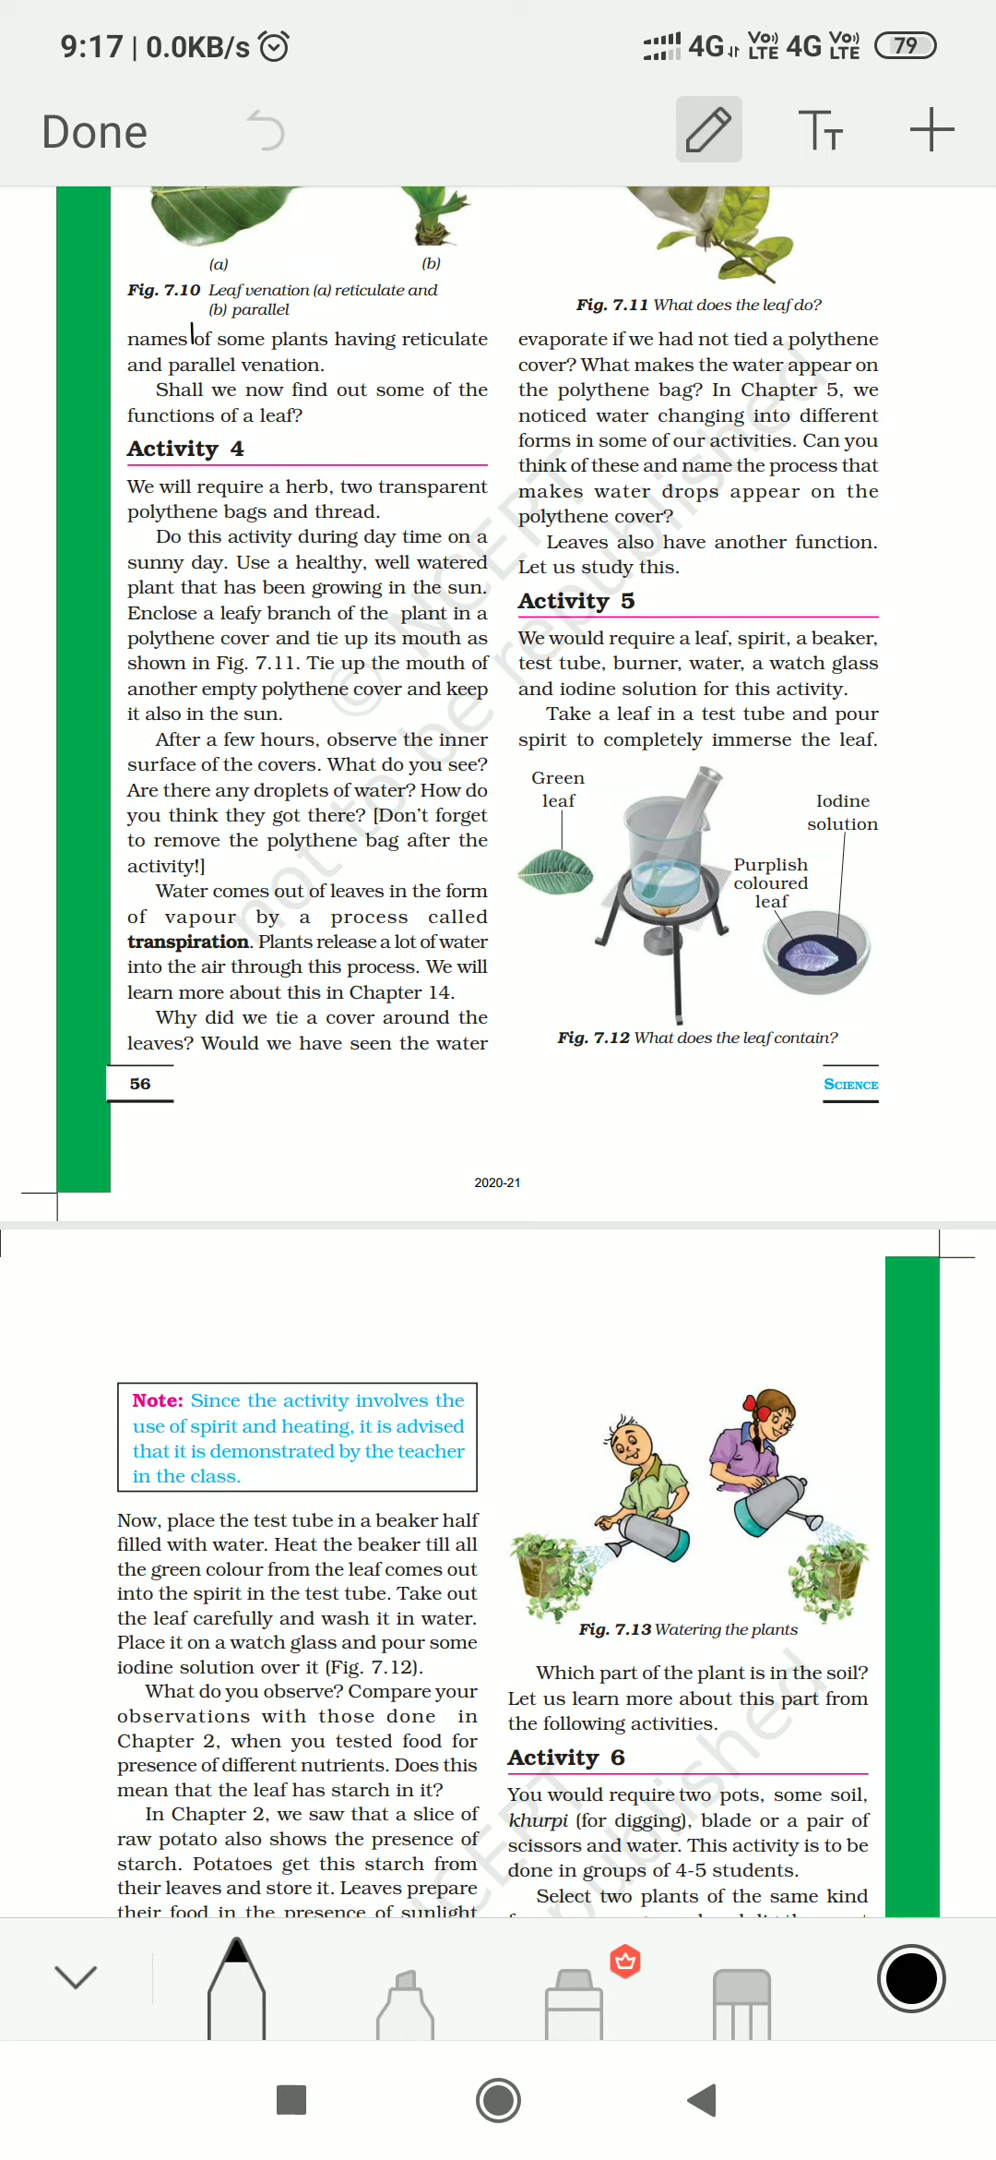 9:17 | 0.0KB/s
4G Vo)) LTE 4G Vo)) LTE 79
Done
TT
(a)
(b)
Fig. 7.10 Leaf venation (a) reticulate and
(b) parallel
names of some plants having reticulate
and parallel venation.
Shall we now find out some of the
functions of a leaf?
Activity 4
We will require a herb, two transparent
polythene bags and thread.
Do this activity during day time on a
sunny day. Use a healthy, well watered
plant that has been growing in the sun.
Enclose a leafy branch of the plant in a
polythene cover and tie up its mouth as
shown in Fig. 7.11. Tie up the mouth of
another empty polythene cover and keep
it also in the sun.
After a few hours, observe the inner
surface of the covers. What do you see?
Are there any droplets of water? How do
you think they got there? [Don't forget
to remove the polythene bag after the
activity!]
Water comes out of leaves in the form
of vapour by a process called
transpiration. Plants release a lot of water
into the air through this process. We will
learn more about this in Chapter 14.
Why did we tie a cover around the
leaves? Would we have seen the water
Fig. 7.11 What does the leaf do?
evaporate if we had not tied a polythene
cover? What makes the water appear on
the polythene bag? In Chapter 5, we
noticed water changing into different
forms in some of our activities. Can you
think of these and name the process that
makes water drops appear on the
polythene cover?
Leaves also have another function.
Let us study this.
Activity 5
We would require a leaf, spirit, a beaker,
test tube, burner, water, a watch glass
and iodine solution for this activity.
Take a leaf in a test tube and pour
spirit to completely immerse the leaf.
Green
leaf
Iodine
solution
Purplish
coloured
leaf
Fig. 7.12 What does the leaf contain?
© NCERT
not to be republished
56
SCIENCE
2020-21
Note: Since the activity involves the
use of spirit and heating, it is advised
that it is demonstrated by the teacher
in the class.
Now, place the test tube in a beaker half
filled with water. Heat the beaker till all
the green colour from the leaf comes out
into the spirit in the test tube. Take out
the leaf carefully and wash it in water.
Place it on a watch glass and pour some
iodine solution over it (Fig. 7.12).
What do you observe? Compare your
observations with those done in
Chapter 2, when you tested food for
presence of different nutrients. Does this
mean that the leaf has starch in it?
In Chapter 2, we saw that a slice of
raw potato also shows the presence of
starch. Potatoes get this starch from
their leaves and store it. Leaves prepare
their food in the presence of sunlight
Fig. 7.13 Watering the plants
Which part of the plant is in the soil?
Let us learn more about this part from
the following activities.
Activity 6
You would require two pots, some soil,
khurpi (for digging), blade or a pair of
scissors and water. This activity is to be
done in groups of 4-5 students.
Select two plants of the same kind